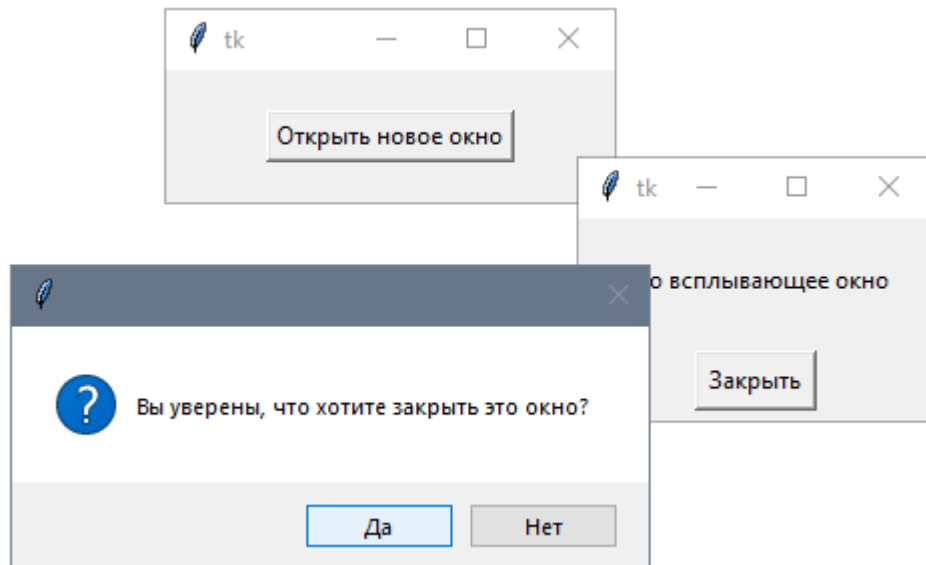 tk
Открыть новое окно
tk
о всплывающее окно
Закрыть
?
Вы уверены, что хотите закрыть это окно?
Да
Нет